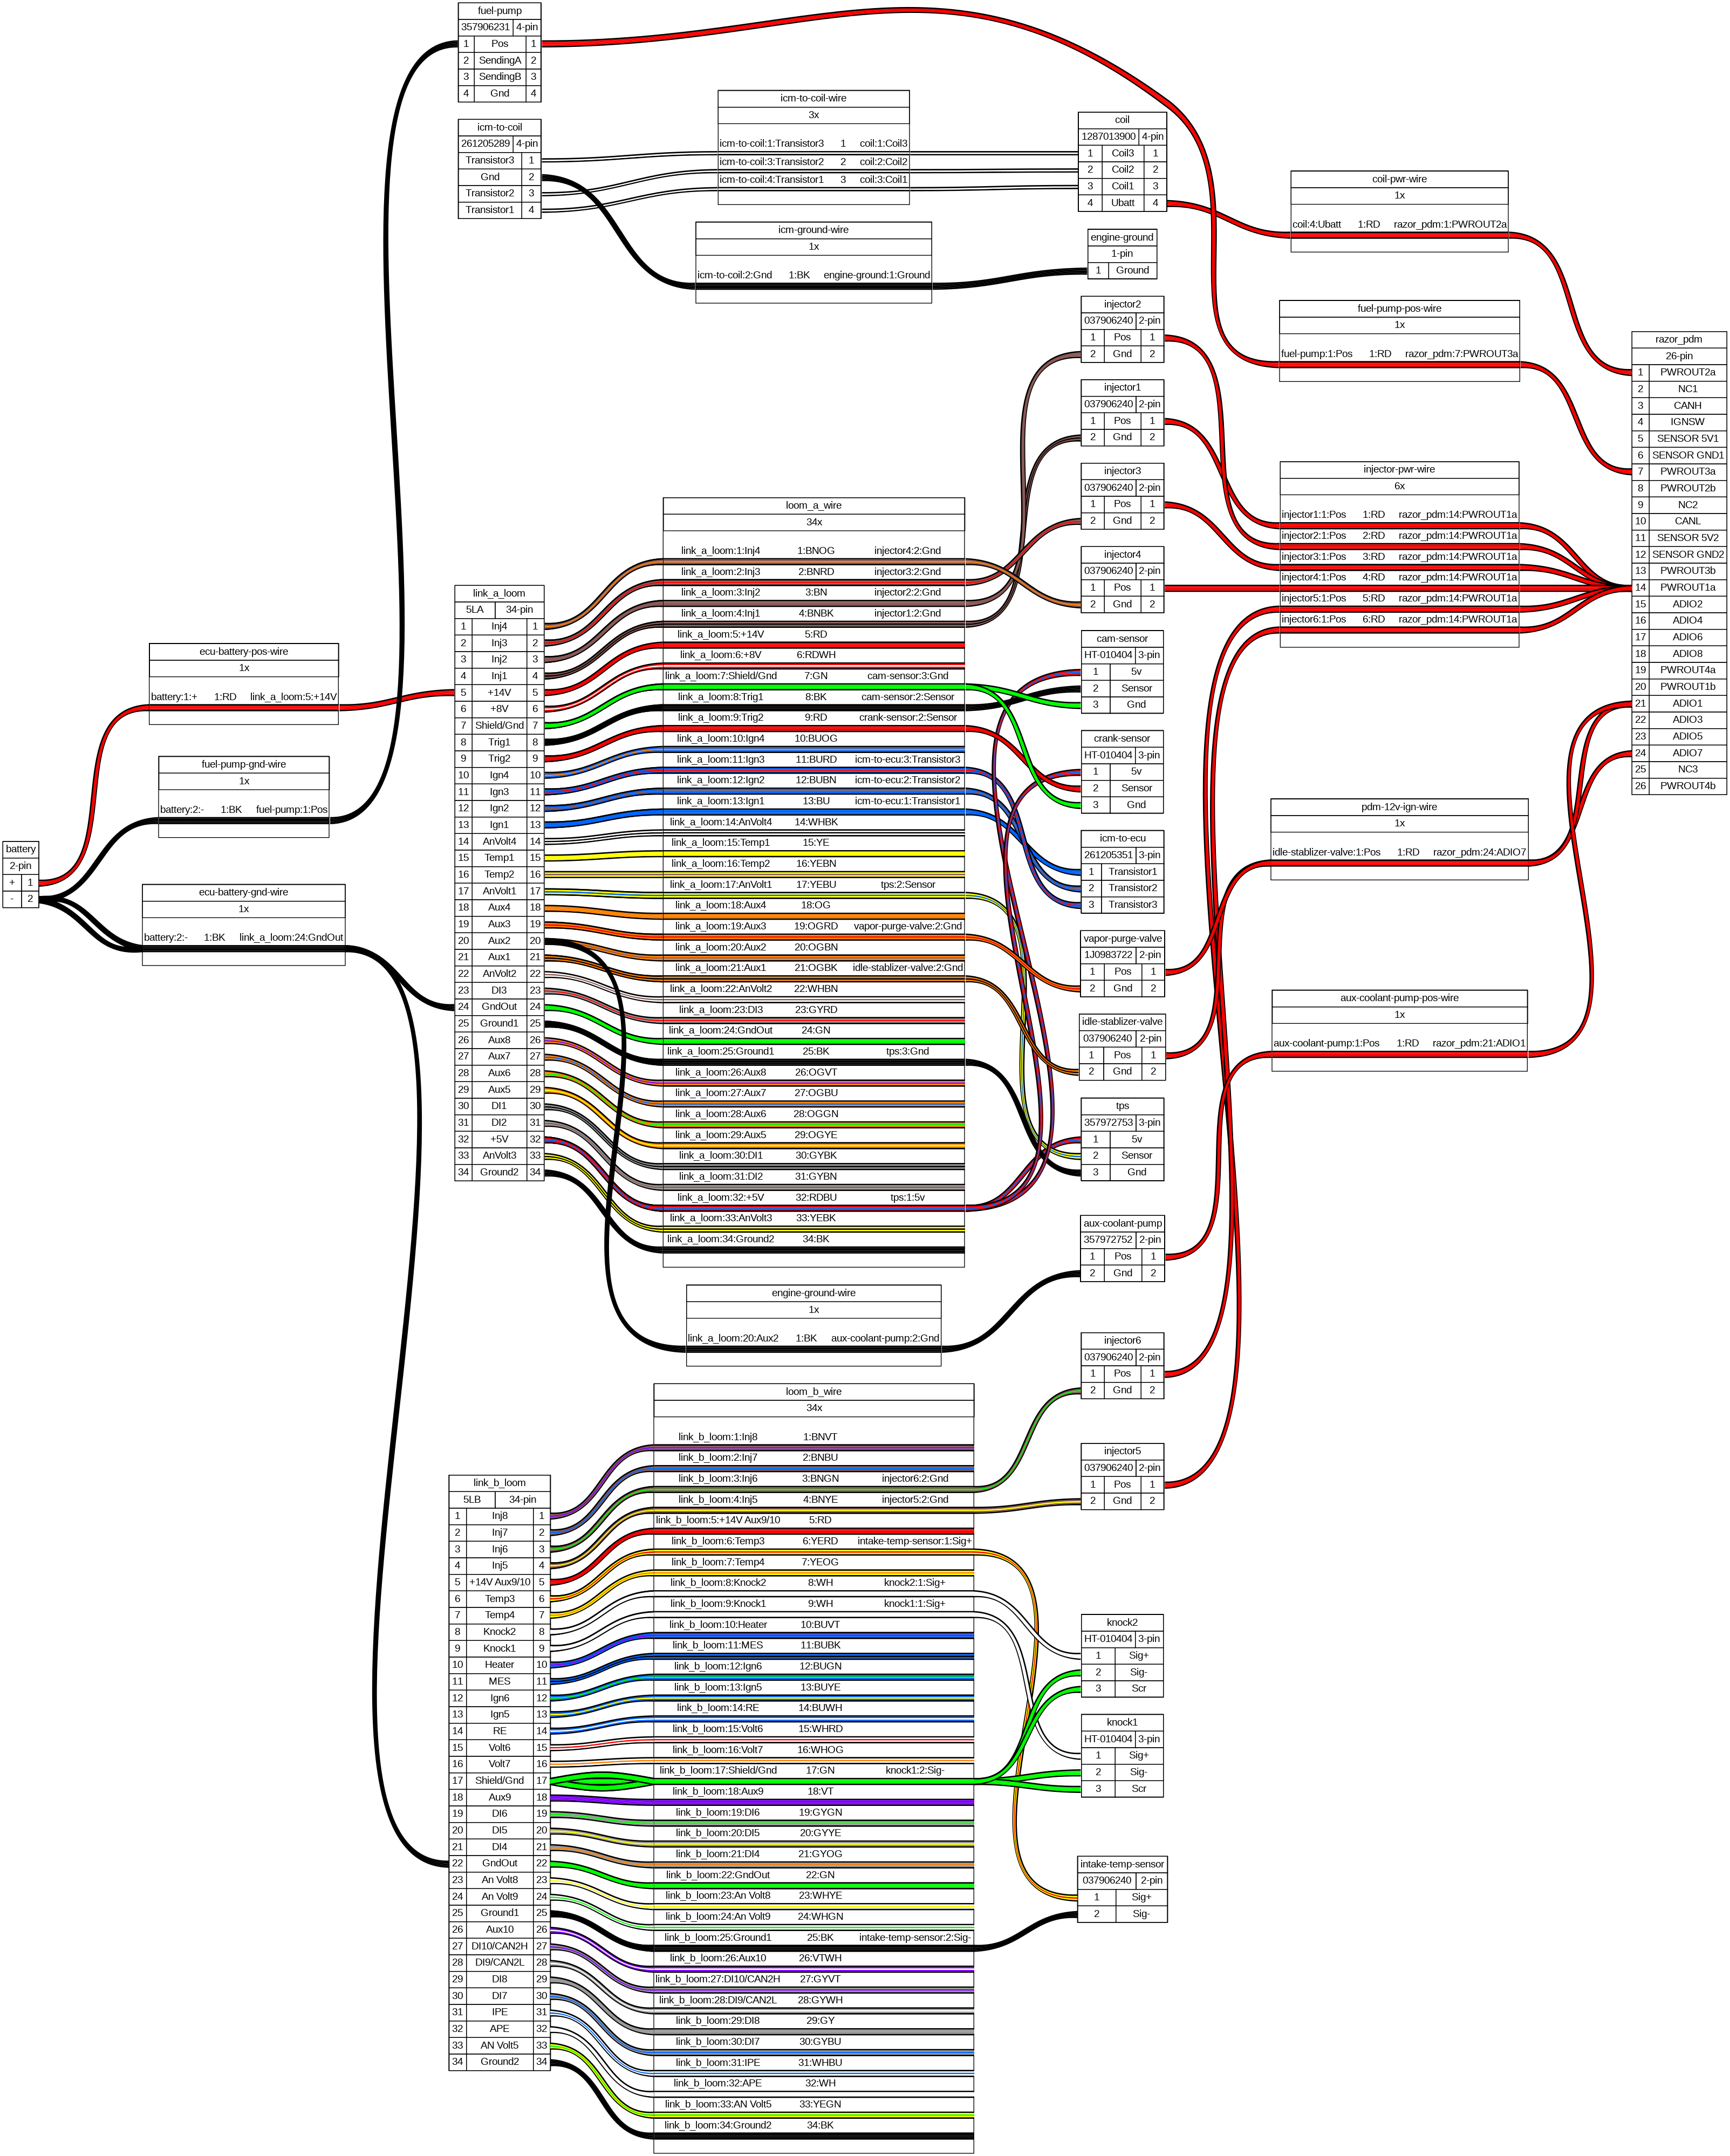 fuel-pump
357906231 4-pin
1 Pos 1
2 SendingA 2
3 SendingB 3
4 Gnd 4
icm-to-coil
261205289 4-pin
Transistor3 1
Gnd 2
Transistor2 3
Transistor1 4
icm-to-coil-wire
3x
icm-to-coil:1:Transistor3 1 coil:1:Coil3
icm-to-coil:3:Transistor2 2 coil:2:Coil2
icm-to-coil:4:Transistor1 3 coil:3:Coil1
coil
1287013900 4-pin
1 Coil3 1
2 Coil2 2
3 Coil1 3
4 Ubatt 4
coil-pwr-wire
1x
coil:4:Ubatt 1:RD razor_pdm:1:PWROUT2a
icm-ground-wire
1x
icm-to-coil:2:Gnd 1:BK engine-ground:1:Ground
engine-ground
1-pin
1 Ground
injector2
037906240 2-pin
1 Pos 1
2 Gnd 2
fuel-pump-pos-wire
1x
fuel-pump:1:Pos 1:RD razor_pdm:7:PWROUT3a
razor_pdm
26-pin
1 PWROUT2a
2 NC1
3 CANH
4 IGNSW
5 SENSOR 5V1
6 SENSOR GND1
7 PWROUT3a
8 PWROUT2b
9 NC2
10 CANL
11 SENSOR 5V2
12 SENSOR GND2
13 PWROUT3b
14 PWROUT1a
15 ADIO2
16 ADIO4
17 ADIO6
18 ADIO8
19 PWROUT4a
20 PWROUT1b
21 ADIO1
22 ADIO3
23 ADIO5
24 ADIO7
25 NC3
26 PWROUT4b
injector1
037906240 2-pin
1 Pos 1
2 Gnd 2
injector3
037906240 2-pin
1 Pos 1
2 Gnd 2
injector4
037906240 2-pin
1 Pos 1
2 Gnd 2
injector-pwr-wire
6x
injector1:1:Pos 1:RD razor_pdm:14:PWROUT1a
injector2:1:Pos 2:RD razor_pdm:14:PWROUT1a
injector3:1:Pos 3:RD razor_pdm:14:PWROUT1a
injector4:1:Pos 4:RD razor_pdm:14:PWROUT1a
injector5:1:Pos 5:RD razor_pdm:14:PWROUT1a
injector6:1:Pos 6:RD razor_pdm:14:PWROUT1a
battery
2-pin
+ 1
- 2
ecu-battery-pos-wire
1x
battery:1:+ 1:RD link_a_loom:5:+14V
fuel-pump-gnd-wire
1x
battery:2:- 1:BK fuel-pump:1:Pos
ecu-battery-gnd-wire
1x
battery:2:- 1:BK link_a_loom:24:GndOut
link_a_loom
5LA 34-pin
1 Inj4 1
2 Inj3 2
3 Inj2 3
4 Inj1 4
5 +14V 5
6 +8V 6
7 Shield/Gnd 7
8 Trig1 8
9 Trig2 9
10 Ign4 10
11 Ign3 11
12 Ign2 12
13 Ign1 13
14 AnVolt4 14
15 Temp1 15
16 Temp2 16
17 AnVolt1 17
18 Aux4 18
19 Aux3 19
20 Aux2 20
21 Aux1 21
22 AnVolt2 22
23 DI3 23
24 GndOut 24
25 Ground1 25
26 Aux8 26
27 Aux7 27
28 Aux6 28
29 Aux5 29
30 DI1 30
31 DI2 31
32 +5V 32
33 AnVolt3 33
34 Ground2 34
loom_a_wire
34x
link_a_loom:1:Inj4 1:BNOG injector4:2:Gnd
link_a_loom:2:Inj3 2:BNRD injector3:2:Gnd
link_a_loom:3:Inj2 3:BN injector2:2:Gnd
link_a_loom:4:Inj1 4:BNBK injector1:2:Gnd
link_a_loom:5:+14V 5:RD
link_a_loom:6:+8V 6:RDWH
link_a_loom:7:Shield/Gnd 7:GN cam-sensor:3:Gnd
link_a_loom:8:Trig1 8:BK cam-sensor:2:Sensor
link_a_loom:9:Trig2 9:RD crank-sensor:2:Sensor
link_a_loom:10:Ign4 10:BUOG
link_a_loom:11:Ign3 11:BURD icm-to-ecu:3:Transistor3
link_a_loom:12:Ign2 12:BUBN icm-to-ecu:2:Transistor2
link_a_loom:13:Ign1 13:BU icm-to-ecu:1:Transistor1
link_a_loom:14:AnVolt4 14:WHBK
link_a_loom:15:Temp1 15:YE
link_a_loom:16:Temp2 16:YEBN
link_a_loom:17:AnVolt1 17:YEBU tps:2:Sensor
link_a_loom:18:Aux4 18:OG
link_a_loom:19:Aux3 19:OGRD vapor-purge-valve:2:Gnd
link_a_loom:20:Aux2 20:OGBN
link_a_loom:21:Aux1 21:OGBK idle-stablizer-valve:2:Gnd
link_a_loom:22:AnVolt2 22:WHBN
link_a_loom:23:DI3 23:GYRD
link_a_loom:24:GndOut 24:GN
link_a_loom:25:Ground1 25:BK tps:3:Gnd
link_a_loom:26:Aux8 26:OGVT
link_a_loom:27:Aux7 27:OGBU
link_a_loom:28:Aux6 28:OGGN
link_a_loom:29:Aux5 29:OGYE
link_a_loom:30:DI1 30:GYBK
link_a_loom:31:DI2 31:GYBN
link_a_loom:32:+5V 32:RDBU tps:1:5v
link_a_loom:33:AnVolt3 33:YEBK
link_a_loom:34:Ground2 34:BK
cam-sensor
HT-010404 3-pin
1 5v
2 Sensor
3 Gnd
crank-sensor
HT-010404 3-pin
1 5v
2 Sensor
3 Gnd
icm-to-ecu
261205351 3-pin
1 Transistor1
2 Transistor2
3 Transistor3
vapor-purge-valve
1J0983722 2-pin
1 Pos 1
2 Gnd 2
idle-stablizer-valve
037906240 2-pin
1 Pos 1
2 Gnd 2
tps
357972753 3-pin
1 5v
2 Sensor
3 Gnd
aux-coolant-pump
357972752 2-pin
1 Pos 1
2 Gnd 2
pdm-12v-ign-wire
1x
idle-stablizer-valve:1:Pos 1:RD razor_pdm:24:ADIO7
aux-coolant-pump-pos-wire
1x
aux-coolant-pump:1:Pos 1:RD razor_pdm:21:ADIO1
engine-ground-wire
1x
link_a_loom:20:Aux2 1:BK aux-coolant-pump:2:Gnd
injector6
037906240 2-pin
1 Pos 1
2 Gnd 2
injector5
037906240 2-pin
1 Pos 1
2 Gnd 2
link_b_loom
5LB 34-pin
1 Inj8 1
2 Inj7 2
3 Inj6 3
4 Inj5 4
5 +14V Aux9/10 5
6 Temp3 6
7 Temp4 7
8 Knock2 8
9 Knock1 9
10 Heater 10
11 MES 11
12 Ign6 12
13 Ign5 13
14 RE 14
15 Volt6 15
16 Volt7 16
17 Shield/Gnd 17
18 Aux9 18
19 DI6 19
20 DI5 20
21 DI4 21
22 GndOut 22
23 An Volt8 23
24 An Volt9 24
25 Ground1 25
26 Aux10 26
27 DI10/CAN2H 27
28 DI9/CAN2L 28
29 DI8 29
30 DI7 30
31 IPE 31
32 APE 32
33 AN Volt5 33
34 Ground2 34
loom_b_wire
34x
link_b_loom:1:Inj8 1:BNVT
link_b_loom:2:Inj7 2:BNBU
link_b_loom:3:Inj6 3:BNGN injector6:2:Gnd
link_b_loom:4:Inj5 4:BNYE injector5:2:Gnd
link_b_loom:5:+14V Aux9/10 5:RD
link_b_loom:6:Temp3 6:YERD intake-temp-sensor:1:Sig+
link_b_loom:7:Temp4 7:YEOG
link_b_loom:8:Knock2 8:WH knock2:1:Sig+
link_b_loom:9:Knock1 9:WH knock1:1:Sig+
link_b_loom:10:Heater 10:BUVT
link_b_loom:11:MES 11:BUBK
link_b_loom:12:Ign6 12:BUGN
link_b_loom:13:Ign5 13:BUYE
link_b_loom:14:RE 14:BUWH
link_b_loom:15:Volt6 15:WHRD
link_b_loom:16:Volt7 16:WHOG
link_b_loom:17:Shield/Gnd 17:GN knock1:2:Sig-
link_b_loom:18:Aux9 18:VT
link_b_loom:19:DI6 19:GYGN
link_b_loom:20:DI5 20:GYYE
link_b_loom:21:DI4 21:GYOG
link_b_loom:22:GndOut 22:GN
link_b_loom:23:An Volt8 23:WHYE
link_b_loom:24:An Volt9 24:WHGN
link_b_loom:25:Ground1 25:BK intake-temp-sensor:2:Sig-
link_b_loom:26:Aux10 26:VTWH
link_b_loom:27:DI10/CAN2H 27:GYVT
link_b_loom:28:DI9/CAN2L 28:GYWH
link_b_loom:29:DI8 29:GY
link_b_loom:30:DI7 30:GYBU
link_b_loom:31:IPE 31:WHBU
link_b_loom:32:APE 32:WH
link_b_loom:33:AN Volt5 33:YEGN
link_b_loom:34:Ground2 34:BK
knock2
HT-010404 3-pin
1 Sig+
2 Sig-
3 Scr
knock1
HT-010404 3-pin
1 Sig+
2 Sig-
3 Scr
intake-temp-sensor
037906240 2-pin
1 Sig+
2 Sig-